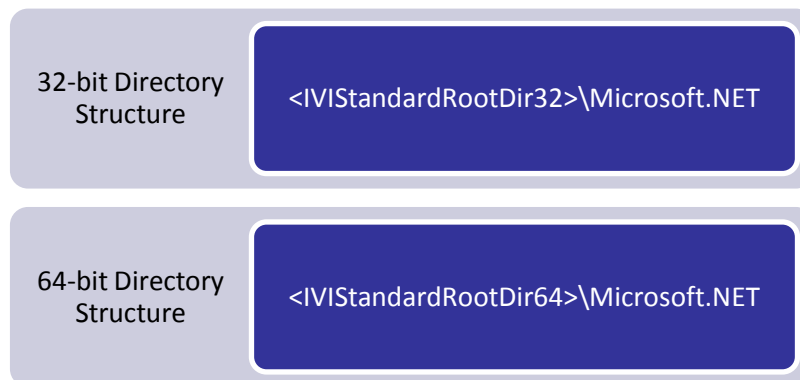 32-bit Directory
Structure
<IVIStandardRootDir32>\Microsoft.NET
64-bit Directory
Structure
<IVIStandardRootDir64>\Microsoft.NET